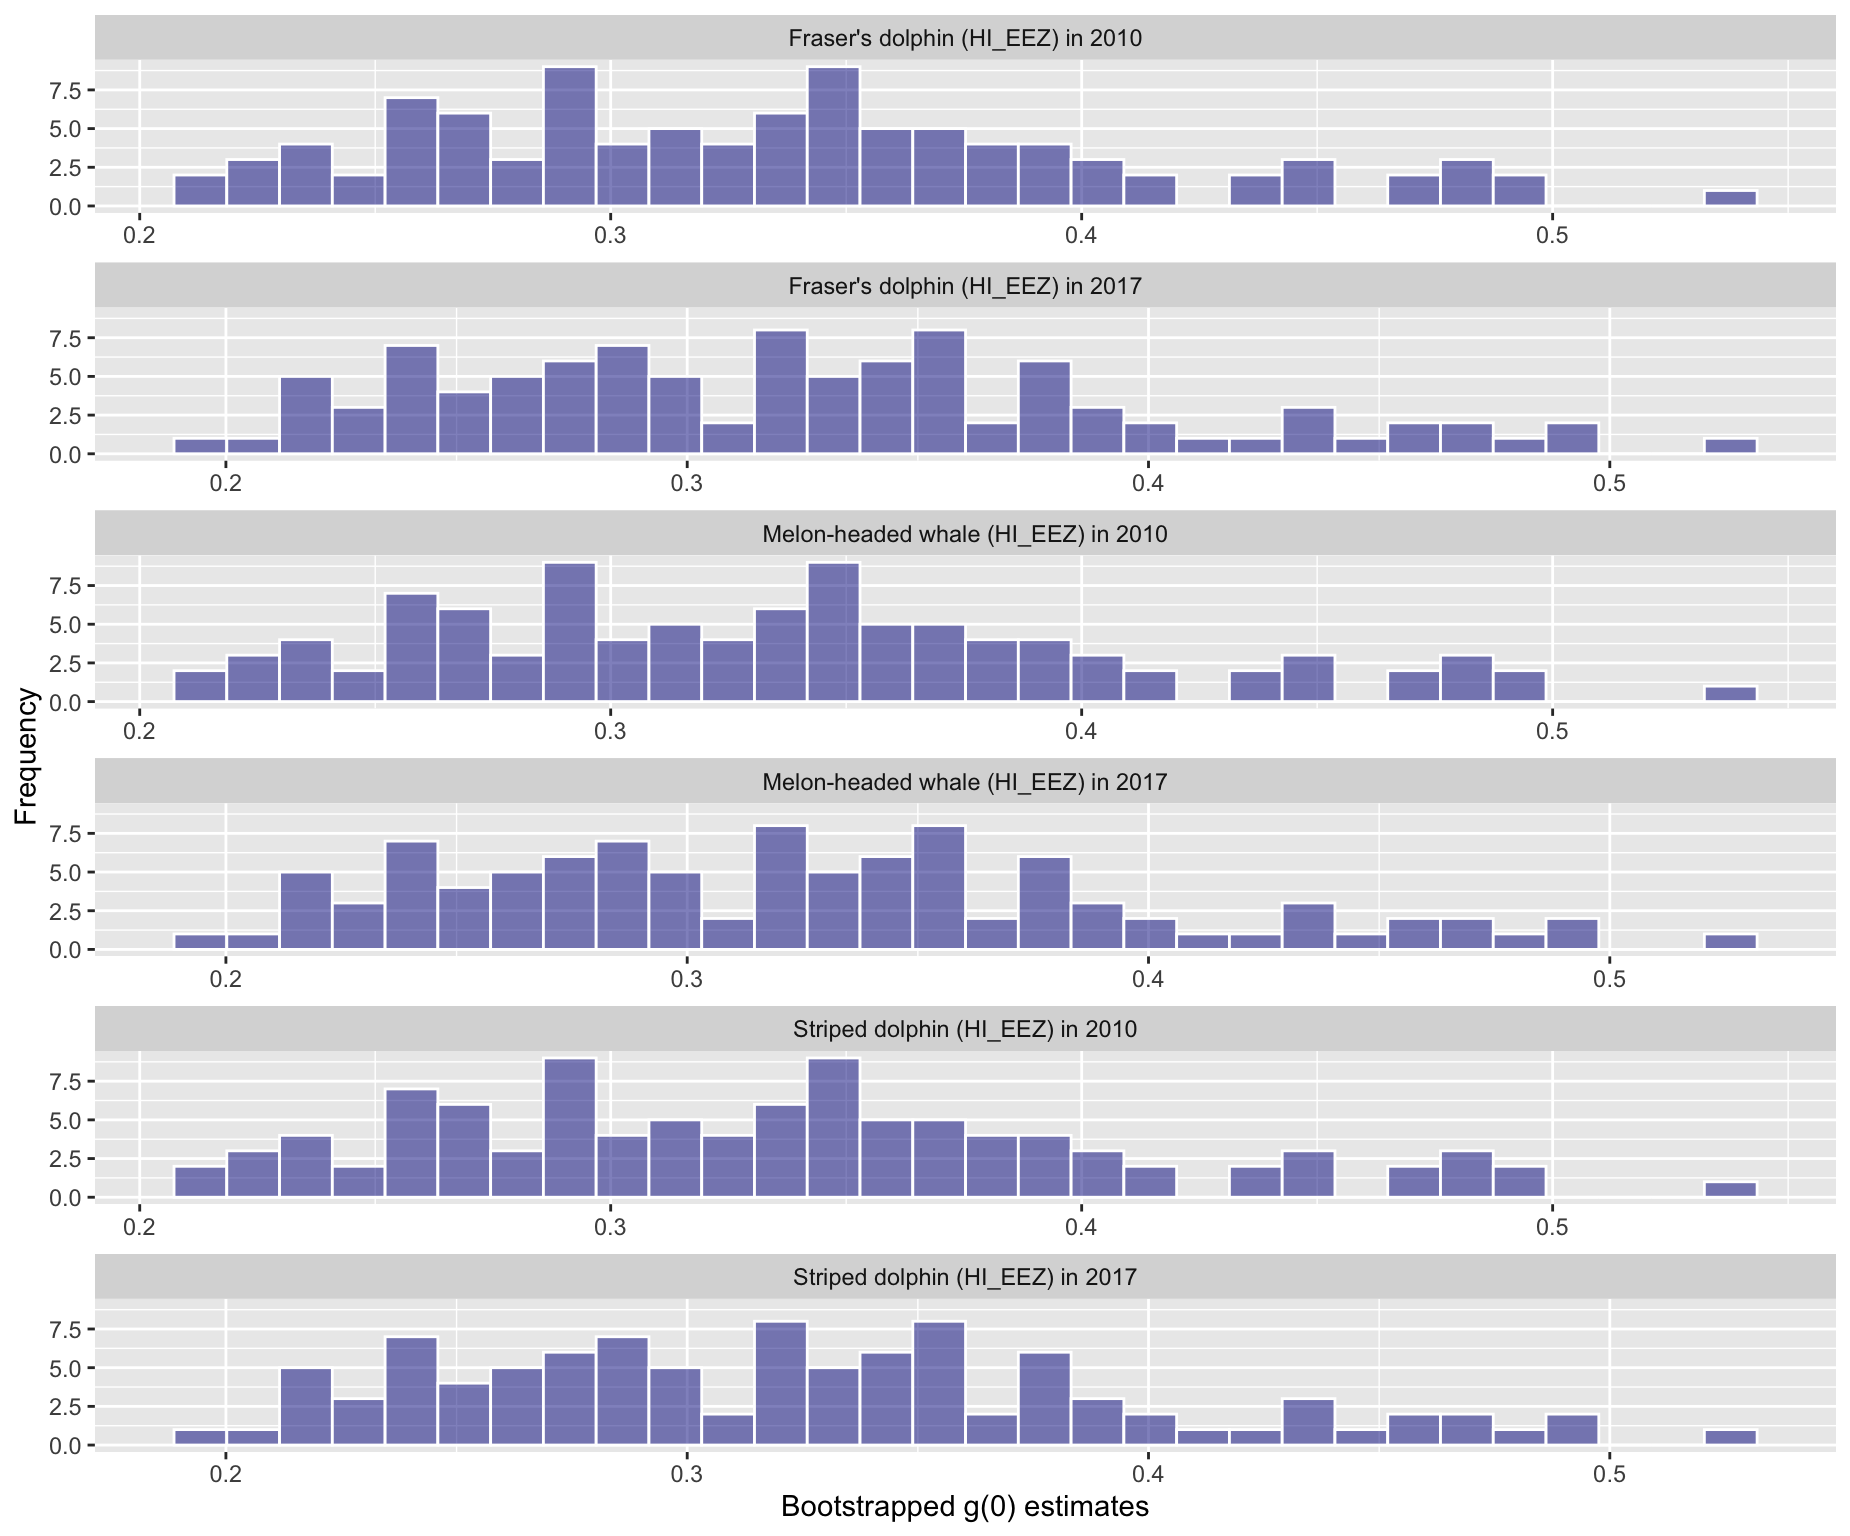 Fraser's dolphin (HI_EEZ) in 2010
7.5
5.0
2.5
0.0
0.2 0.3 0.4 0.5
Fraser's dolphin (HI_EEZ) in 2017
7.5
5.0
2.5
0.0
0.2 0.3 0.4 0.5
Melon-headed whale (HI_EEZ) in 2010
7.5
5.0
2.5
0.0
0.2 0.3 0.4 0.5
Frequency
Melon-headed whale (HI_EEZ) in 2017
7.5
5.0
2.5
0.0
0.2 0.3 0.4 0.5
Striped dolphin (HI_EEZ) in 2010
7.5
5.0
2.5
0.0
0.2 0.3 0.4 0.5
Striped dolphin (HI_EEZ) in 2017
7.5
5.0
2.5
0.0
0.2 0.3 0.4 0.5
Bootstrapped g(0) estimates